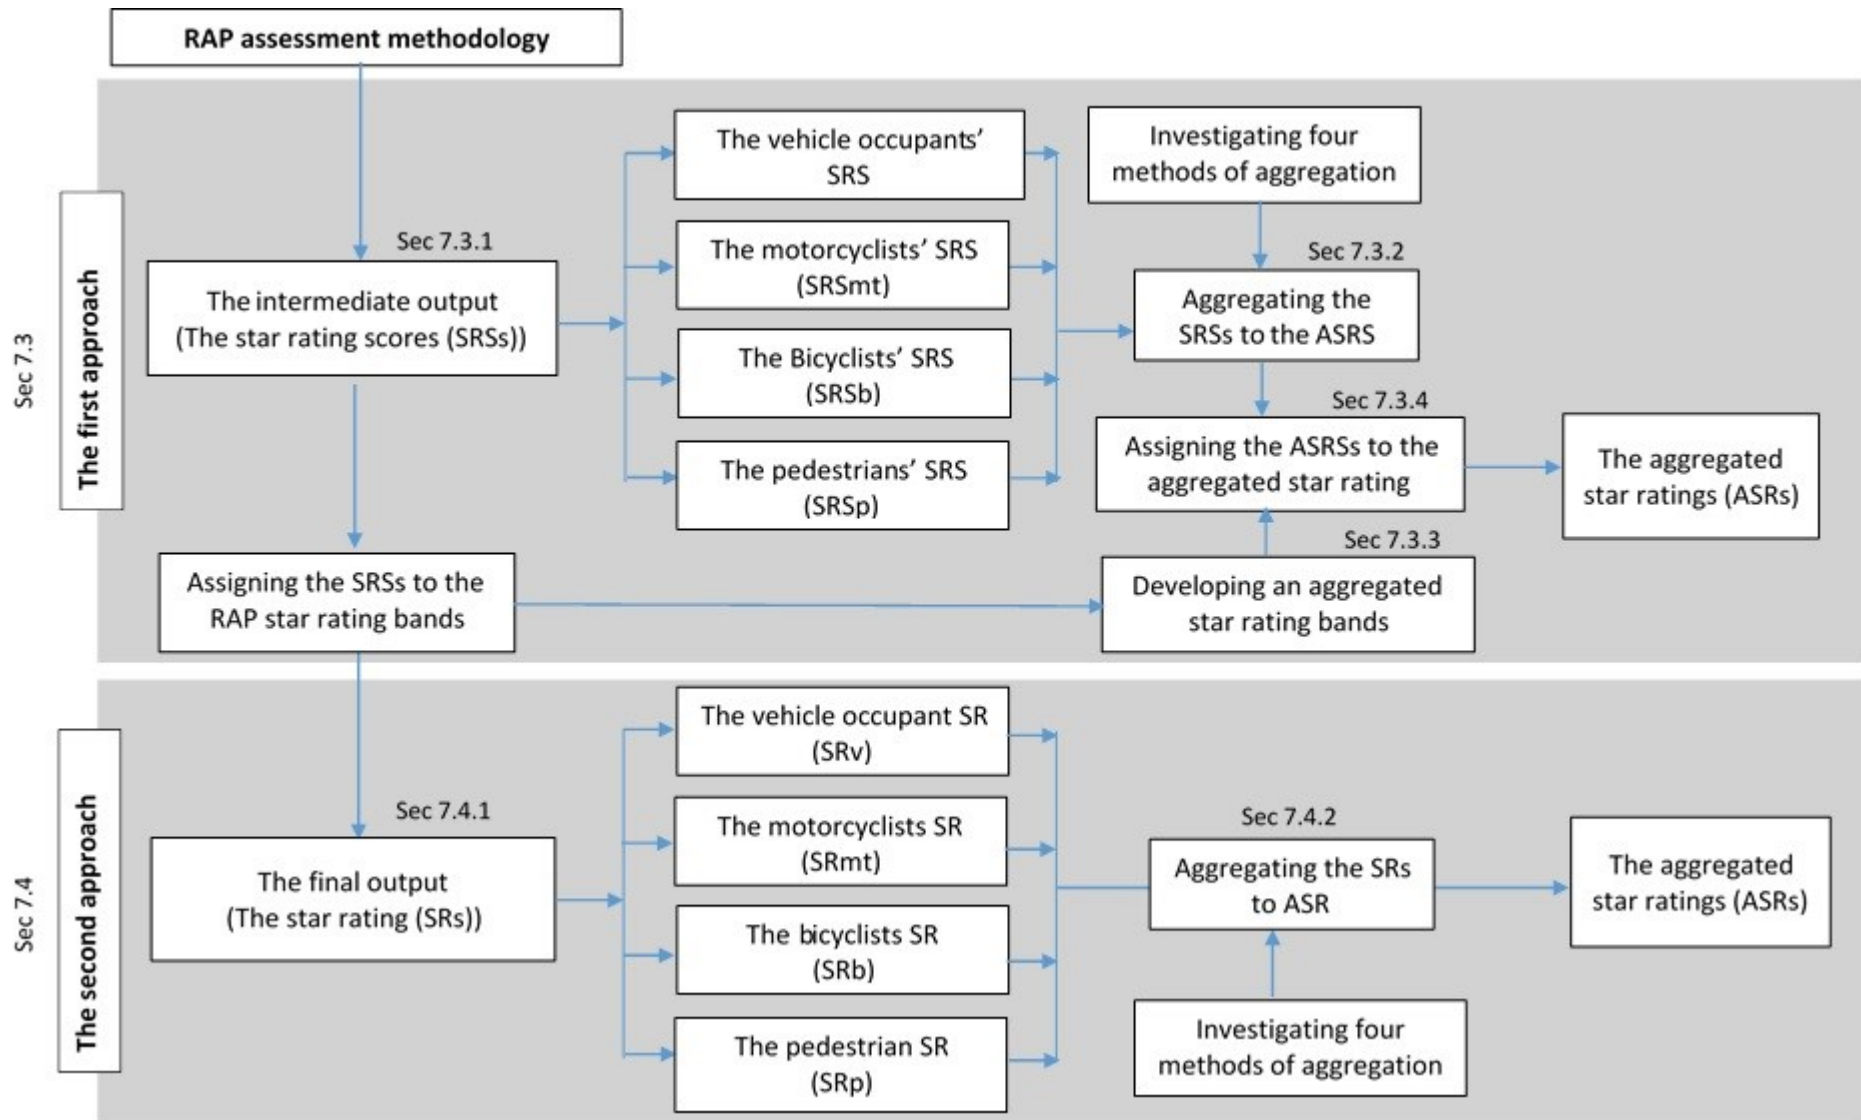 RAP assessment methodology
Sec 7.3
The first approach
Sec 7.3.1
The intermediate output
(The star rating scores (SRSs))
The vehicle occupants’
SRS
The motorcyclists’ SRS
(SRSmt)
The Bicyclists’ SRS
(SRSb)
The pedestrians’ SRS
(SRSp)
Investigating four
methods of aggregation
Sec 7.3.2
Aggregating the
SRSs to the ASRS
Sec 7.3.4
Assigning the ASRSs to the
aggregated star rating
The aggregated
star ratings (ASRs)
Sec 7.3.3
Developing an aggregated
star rating bands
Assigning the SRSs to the
RAP star rating bands
Sec 7.4
The second approach
Sec 7.4.1
The final output
(The star rating (SRs))
The vehicle occupant SR
(SRv)
The motorcyclists SR
(SRmt)
The bicyclists SR
(SRb)
The pedestrian SR
(SRp)
Sec 7.4.2
Aggregating the SRs
to ASR
The aggregated
star ratings (ASRs)
Investigating four
methods of aggregation